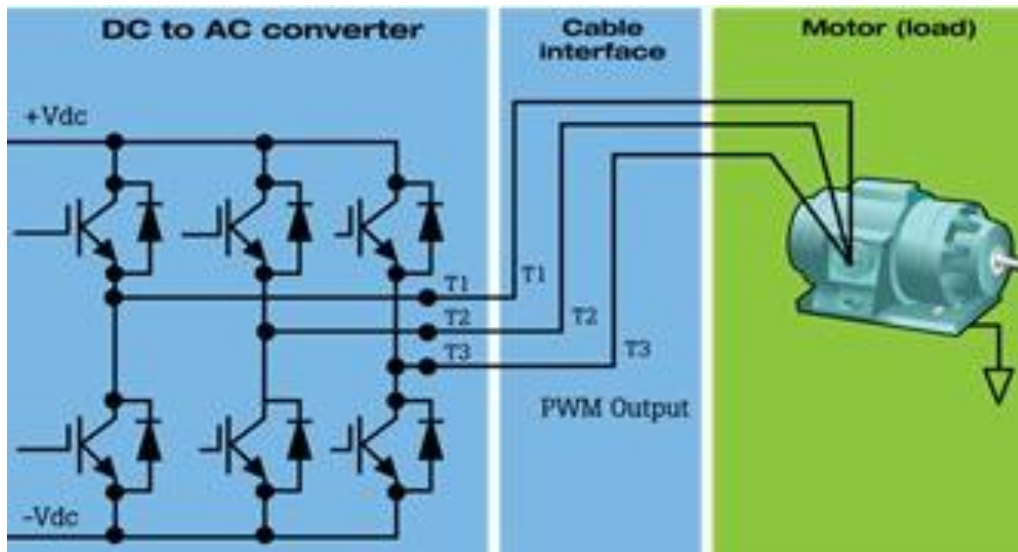 DC to AC converter
Cable
interface
Motor (load)
+Vdc
T1
T1
T2
T2
T3
T3
PWM Output
-Vdc